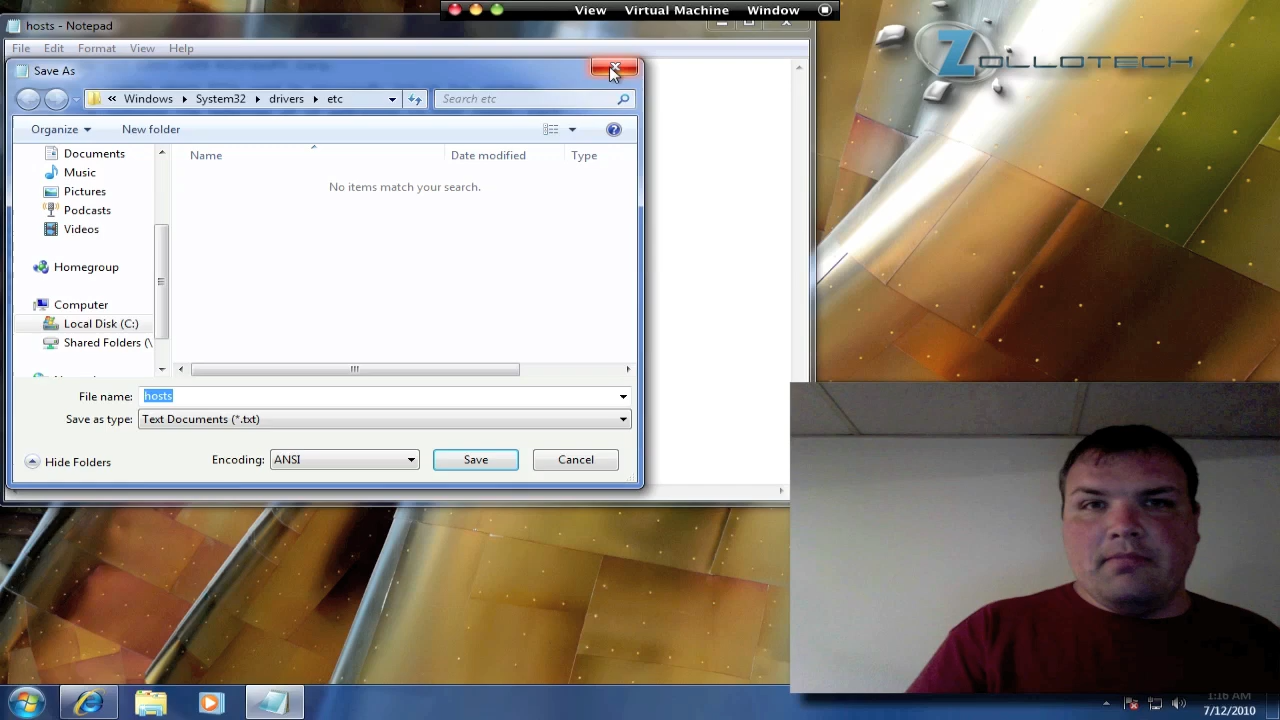 View Virtual Machine Window
hosts - Notepad
File Edit Format View Help
ZOLLOTECH
Save As
« Windows System32 drivers etc
Search etc
Organize New folder
Name Date modified Type
No items match your search.
Documents
Music
Pictures
Podcasts
Videos
Homegroup
Computer
Local Disk (C:)
Shared Folders (\
File name: hosts
Save as type: Text Documents (*.txt)
Hide Folders
Encoding: ANSI
Save
Cancel
1:16 AM
7/12/2010